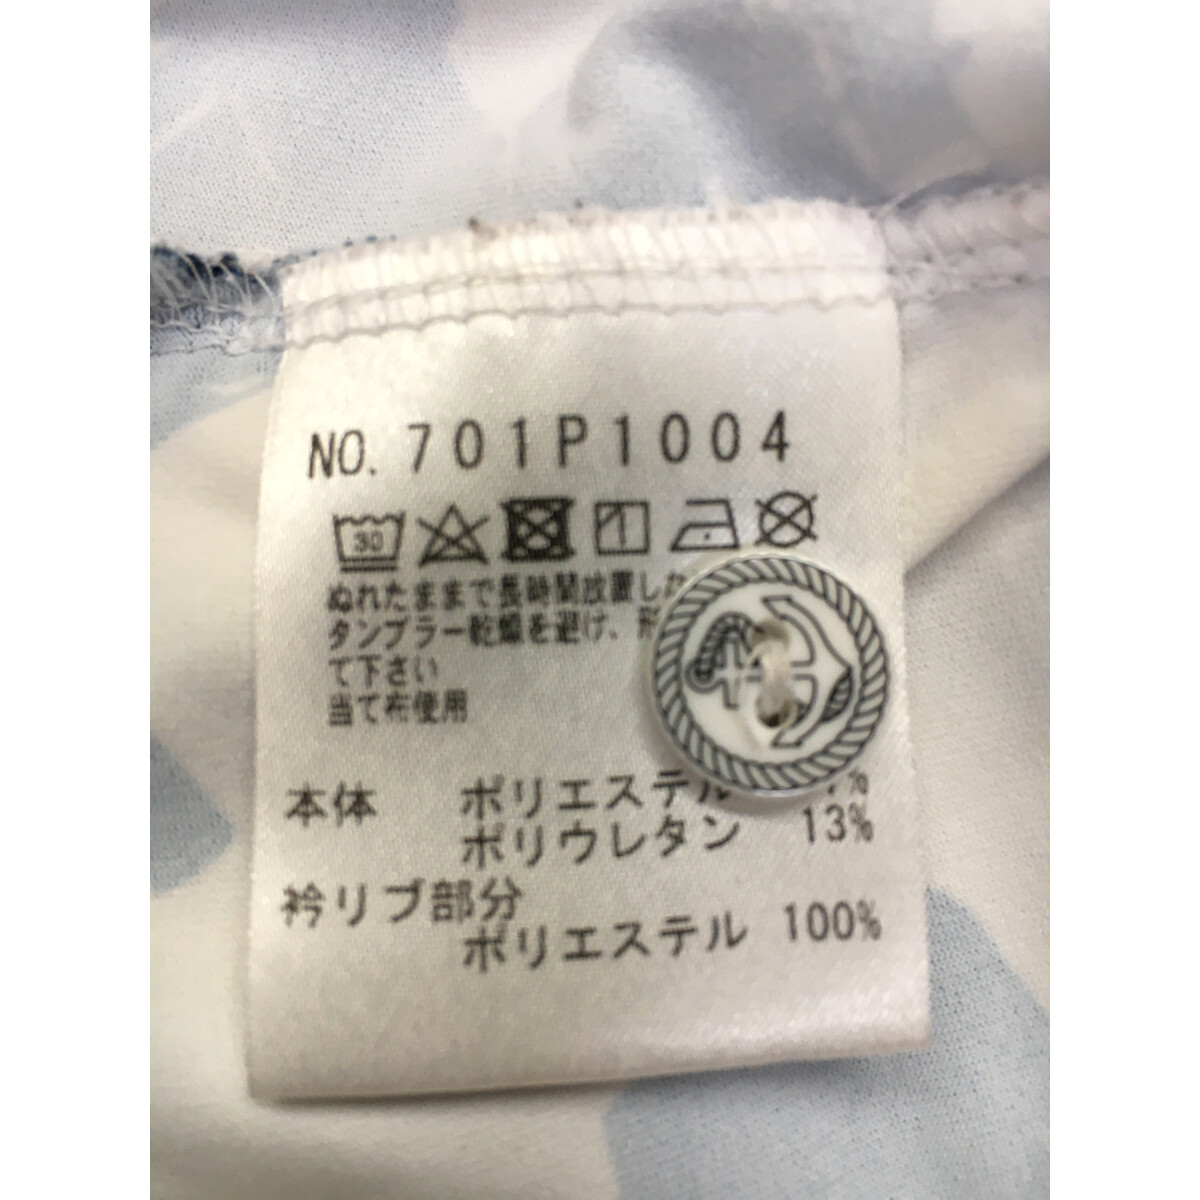 NO. 701P1004
30
ぬれたままで長時間放置した
タンブラー乾燥を避け、形
て下さい
当て布使用
本体 ポリエステル 7%
ポリウレタン 13%
衿リブ部分
ポリエステル 100%